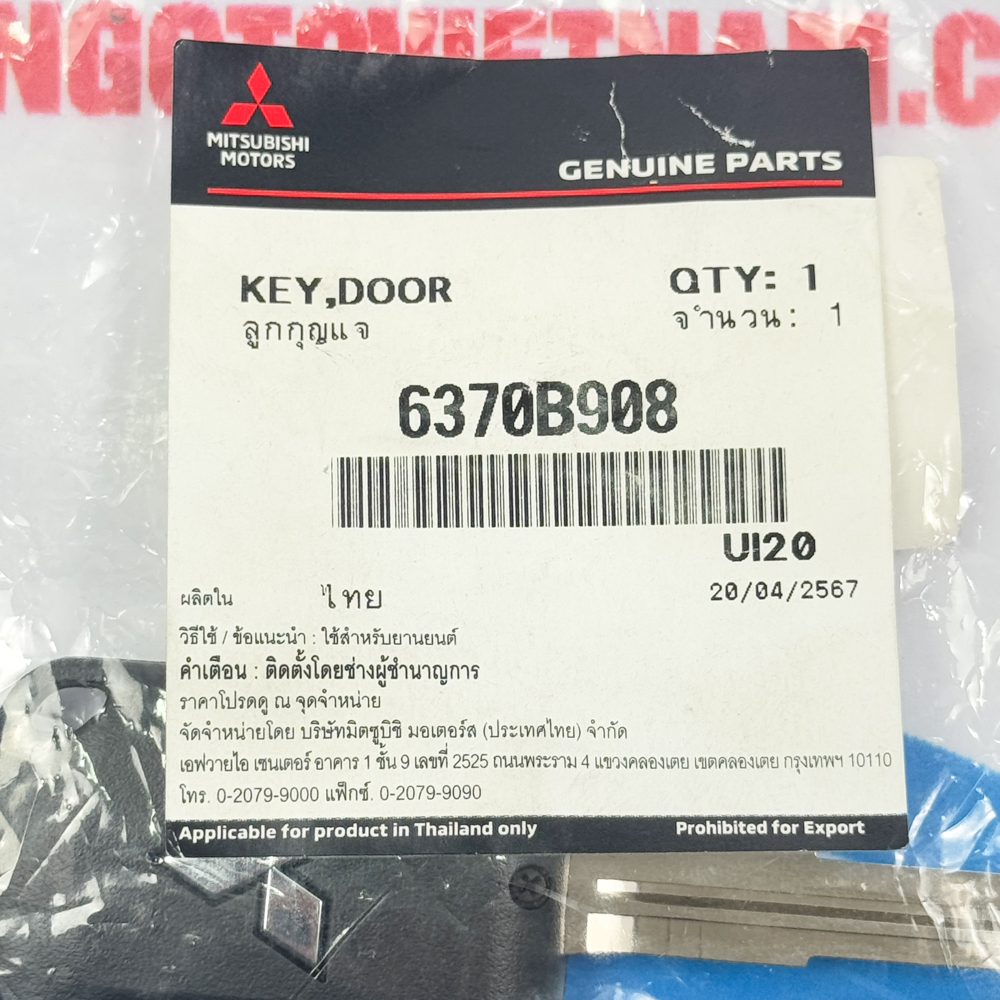 NGOTOVIETNAM.C
MITSUBISHI
MOTORS
GENUINE PARTS
KEY,DOOR
QTY: 1
ลูกกุญแจ
จำนวน: 1
6370B908
UI20
ผลิตใน ไทย
20/04/2567
วิธีใช้ / ข้อแนะนำ : ใช้สำหรับยานยนต์
คำเตือน : ติดตั้งโดยช่างผู้ชำนาญการ
ราคาโปรดดู ณ จุดจำหน่าย
จัดจำหน่ายโดย บริษัทมิตซูบิชิ มอเตอร์ส (ประเทศไทย) จำกัด
เอฟวายไอ เซนเตอร์ อาคาร 1 ชั้น 9 เลขที่ 2525 ถนนพระราม 4 แขวงคลองเตย เขตคลองเตย กรุงเทพฯ 10110
โทร. 0-2079-9000 แฟ็กซ์. 0-2079-9090
Applicable for product in Thailand only
Prohibited for Export